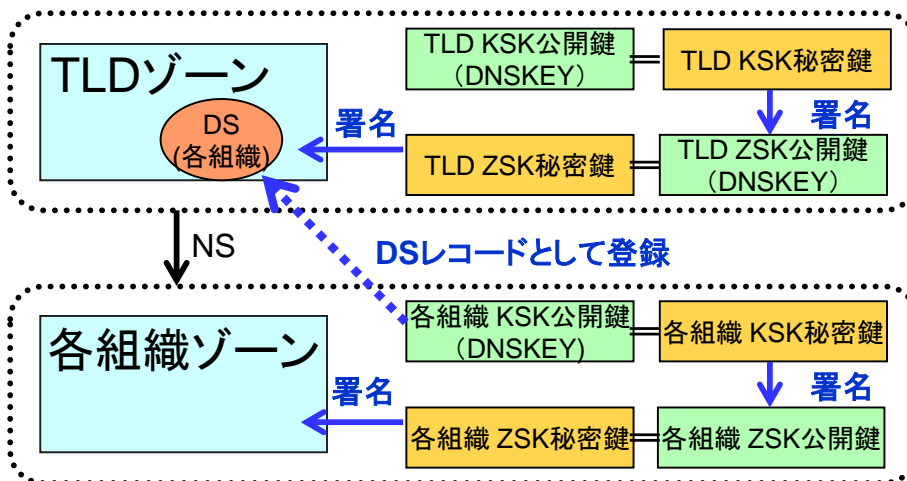 TLDゾーン
DS
(各組織)
署名
TLD KSK公開鍵
（DNSKEY）
TLD KSK秘密鍵
署名
TLD ZSK秘密鍵
TLD ZSK公開鍵
（DNSKEY）
NS
DSレコードとして登録
各組織ゾーン
各組織 KSK公開鍵
（DNSKEY)
各組織 KSK秘密鍵
署名
署名
各組織 ZSK秘密鍵
各組織 ZSK公開鍵